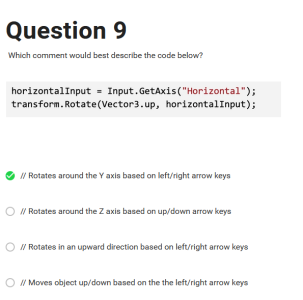 Question 9
Which comment would best describe the code below?
horizontalInput = Input.GetAxis("Horizontal");
transform.Rotate(Vector3.up, horizontalInput);
// Rotates around the Y axis based on left/right arrow keys
// Rotates around the Z axis based on up/down arrow keys
// Rotates in an upward direction based on left/right arrow keys
// Moves object up/down based on the the left/right arrow keys